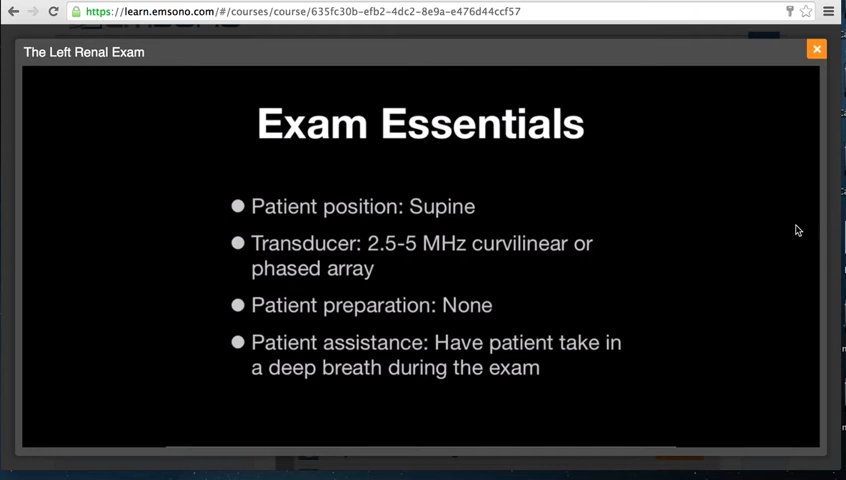 https://learn.emsono.com/#/courses/course/635fc30b-efb2-4dc2-8e9a-e476d44ccf57
The Left Renal Exam
Exam Essentials
Patient position: Supine
Transducer: 2.5-5 MHz curvilinear or
phased array
Patient preparation: None
Patient assistance: Have patient take in
a deep breath during the exam